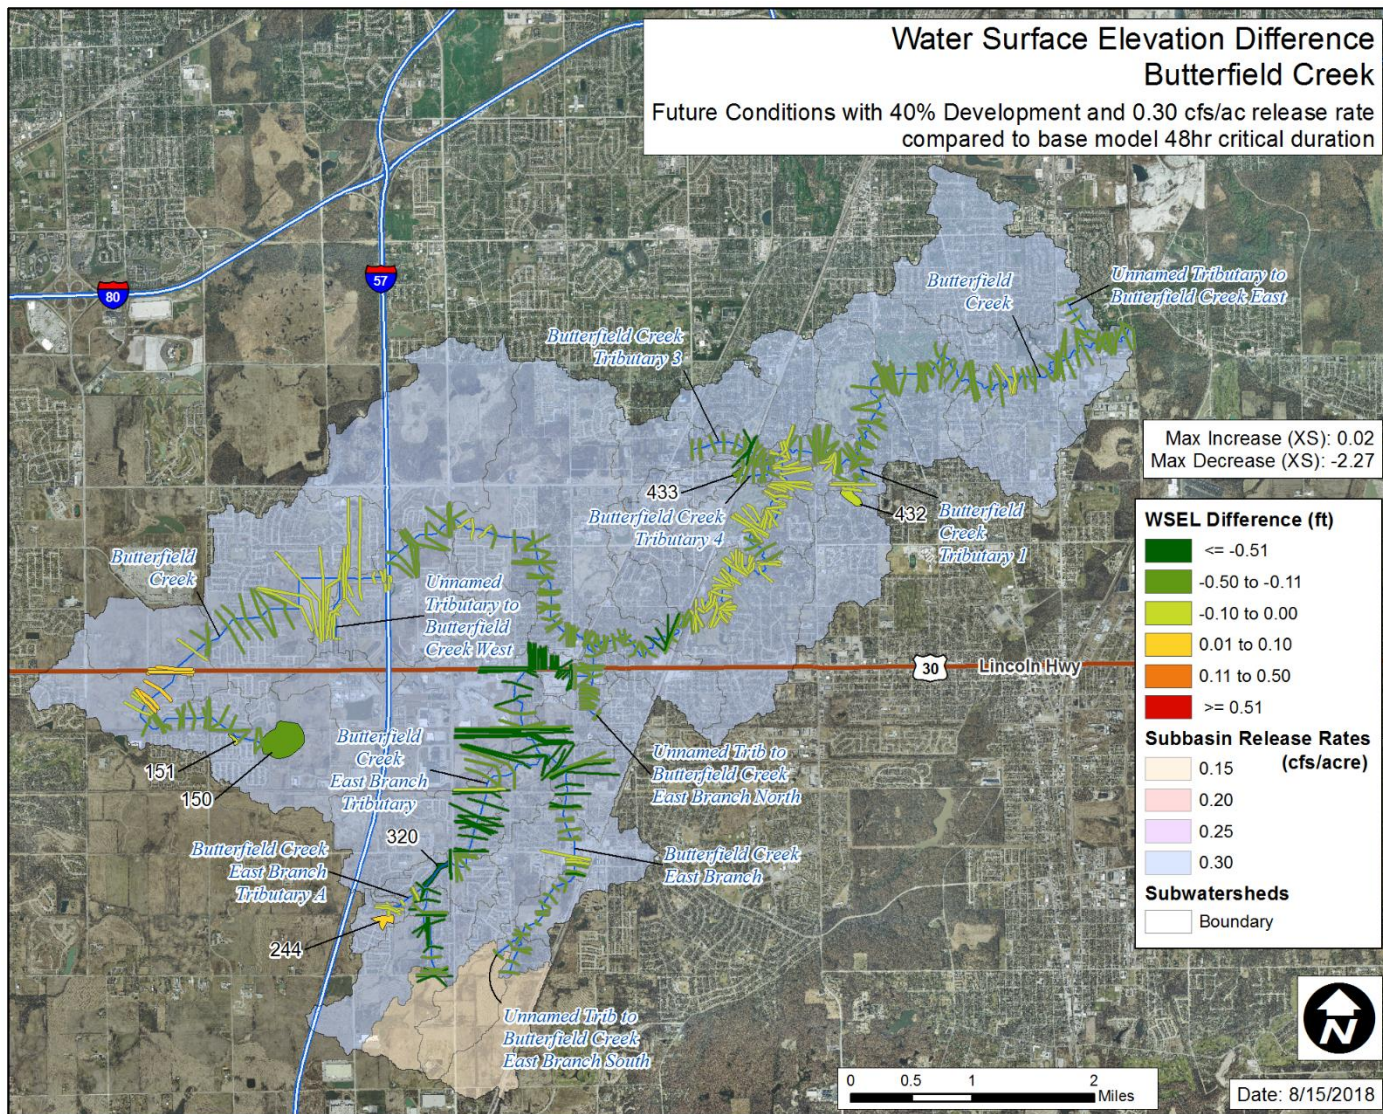 Water Surface Elevation Difference
Butterfield Creek
Future Conditions with 40% Development and 0.30 cfs/ac release rate
compared to base model 48hr critical duration
80
57
Butterfield
Creek
Unnamed Tributary to
Butterfield Creek East
Butterfield Creek
Tributary 3
Max Increase (XS): 0.02
Max Decrease (XS): -2.27
433
Butterfield Creek
Tributary 4
432
Butterfield
Creek
Tributary 1
Butterfield
Creek
Unnamed
Tributary to
Butterfield
Creek West
30
Lincoln Hwy
WSEL Difference (ft)
<= -0.51
-0.50 to -0.11
-0.10 to 0.00
0.01 to 0.10
0.11 to 0.50
>= 0.51
Subbasin Release Rates
(cfs/acre)
0.15
0.20
0.25
0.30
Subwatersheds
Boundary
151
150
Butterfield
Creek
East Branch
Tributary
Unnamed Trib to
Butterfield Creek
East Branch North
320
Butterfield Creek
East Branch
Tributary A
Butterfield Creek
East Branch
244
Unnamed Trib to
Butterfield Creek
East Branch South
N
0 0.5 1 2
Miles
Date: 8/15/2018